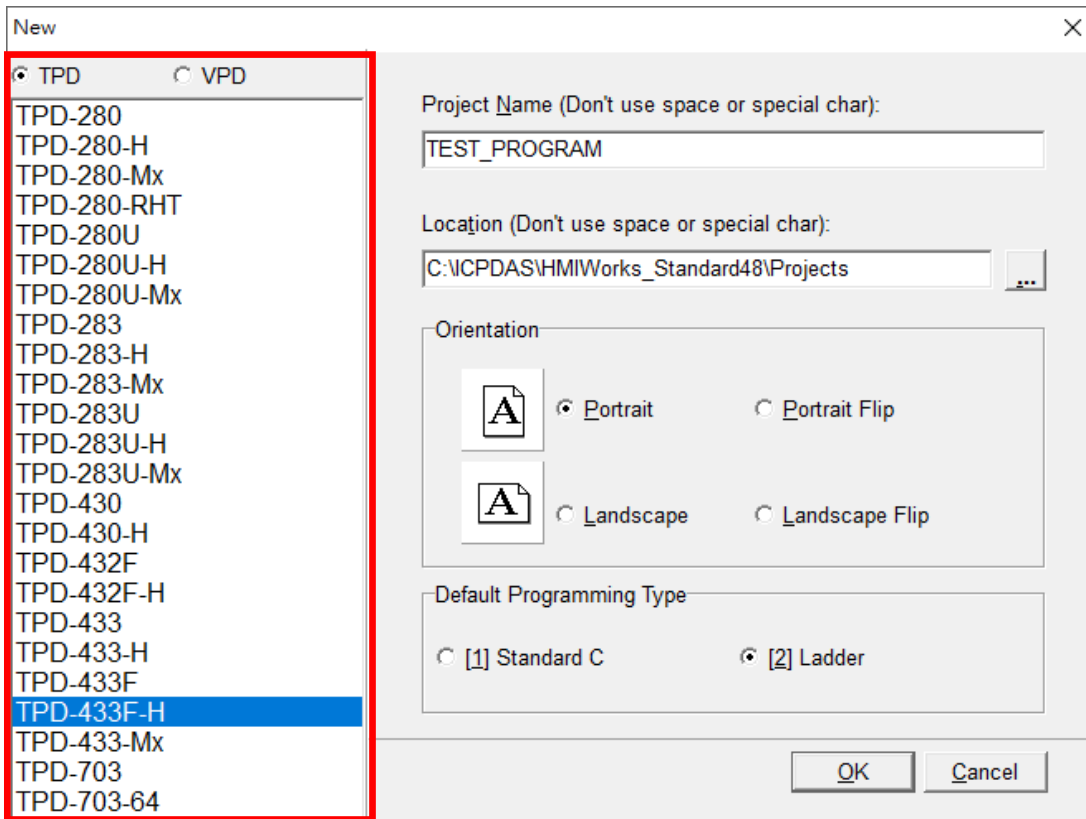 New
TPD VPD
TPD-280
TPD-280-H
TPD-280-Mx
TPD-280-RHT
TPD-280U
TPD-280U-H
TPD-280U-Mx
TPD-283
TPD-283-H
TPD-283-Mx
TPD-283U
TPD-283U-H
TPD-283U-Mx
TPD-430
TPD-430-H
TPD-432F
TPD-432F-H
TPD-433
TPD-433-H
TPD-433F
TPD-433F-H
TPD-433-Mx
TPD-703
TPD-703-64
Project Name (Don't use space or special char):
TEST_PROGRAM
Location (Don't use space or special char):
C:\ICPDAS\HMIWorks_Standard48\Projects
...
Orientation
A Portrait Portrait Flip
A Landscape Landscape Flip
Default Programming Type
[1] Standard C [2] Ladder
OK Cancel